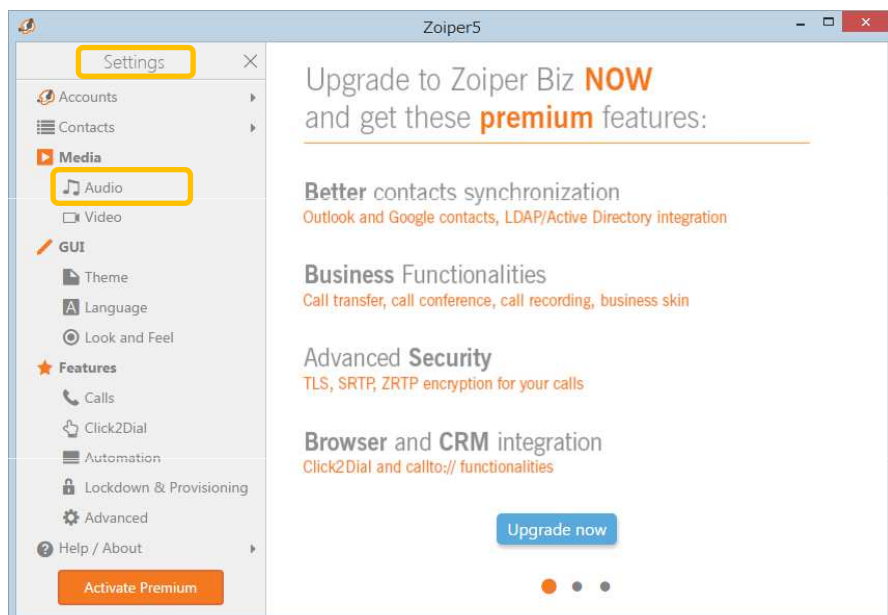 Zoiper5
Settings
Accounts
Contacts
Media
Audio
Video
GUI
Theme
Language
Look and Feel
Features
Calls
Click2Dial
Automation
Lockdown & Provisioning
Advanced
Help / About
Activate Premium
Upgrade to Zoiper Biz NOW
and get these premium features:
Better contacts synchronization
Outlook and Google contacts, LDAP/Active Directory integration
Business Functionalities
Call transfer, call conference, call recording, business skin
Advanced Security
TLS, SRTP, ZRTP encryption for your calls
Browser and CRM integration
Click2Dial and callto:// functionalities
Upgrade now